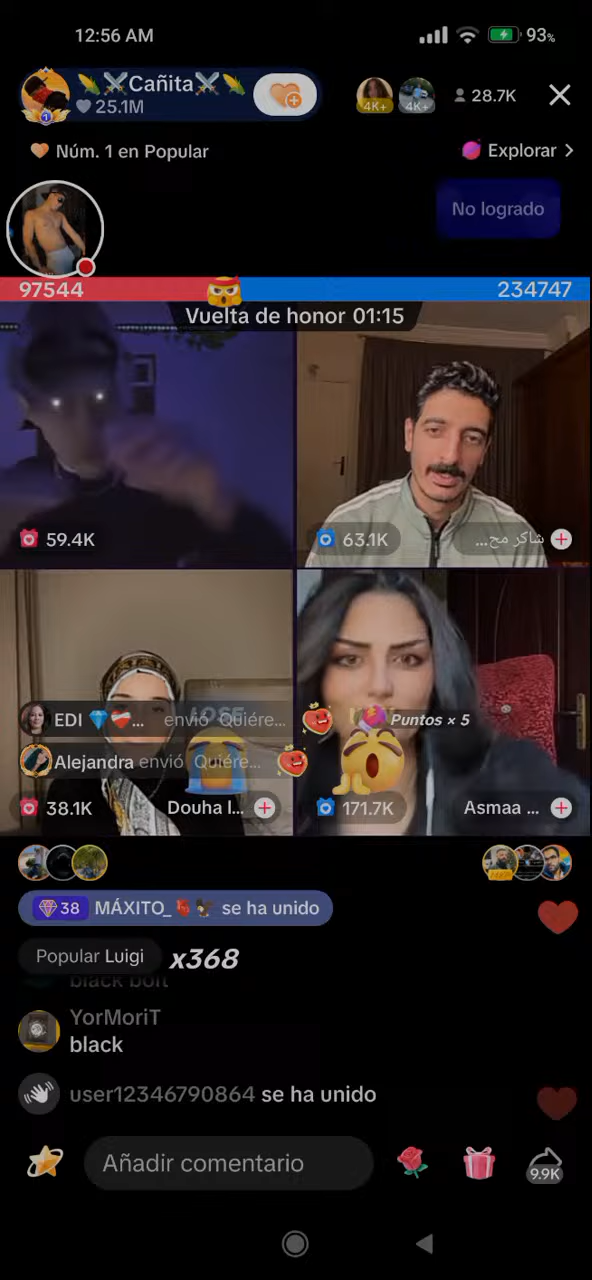 12:56 AM
93%
🌽⚔️Cañita⚔️🌽
25.1M
4K+
4K+
28.7K
Núm. 1 en Popular
Explorar >
No logrado
97544
234747
Vuelta de honor 01:15
59.4K
63.1K
شاكر مح...
EDI 💎❤️‍🩹... envió Quiére...
Puntos × 5
Alejandra envió Quiére...
38.1K
Douha I...
171.7K
Asmaa ...
38 MÁXITO_🫀🦅 se ha unido
Popular Luigi
x368
black bolt
YorMoriT
black
user12346790864 se ha unido
Añadir comentario
9.9K